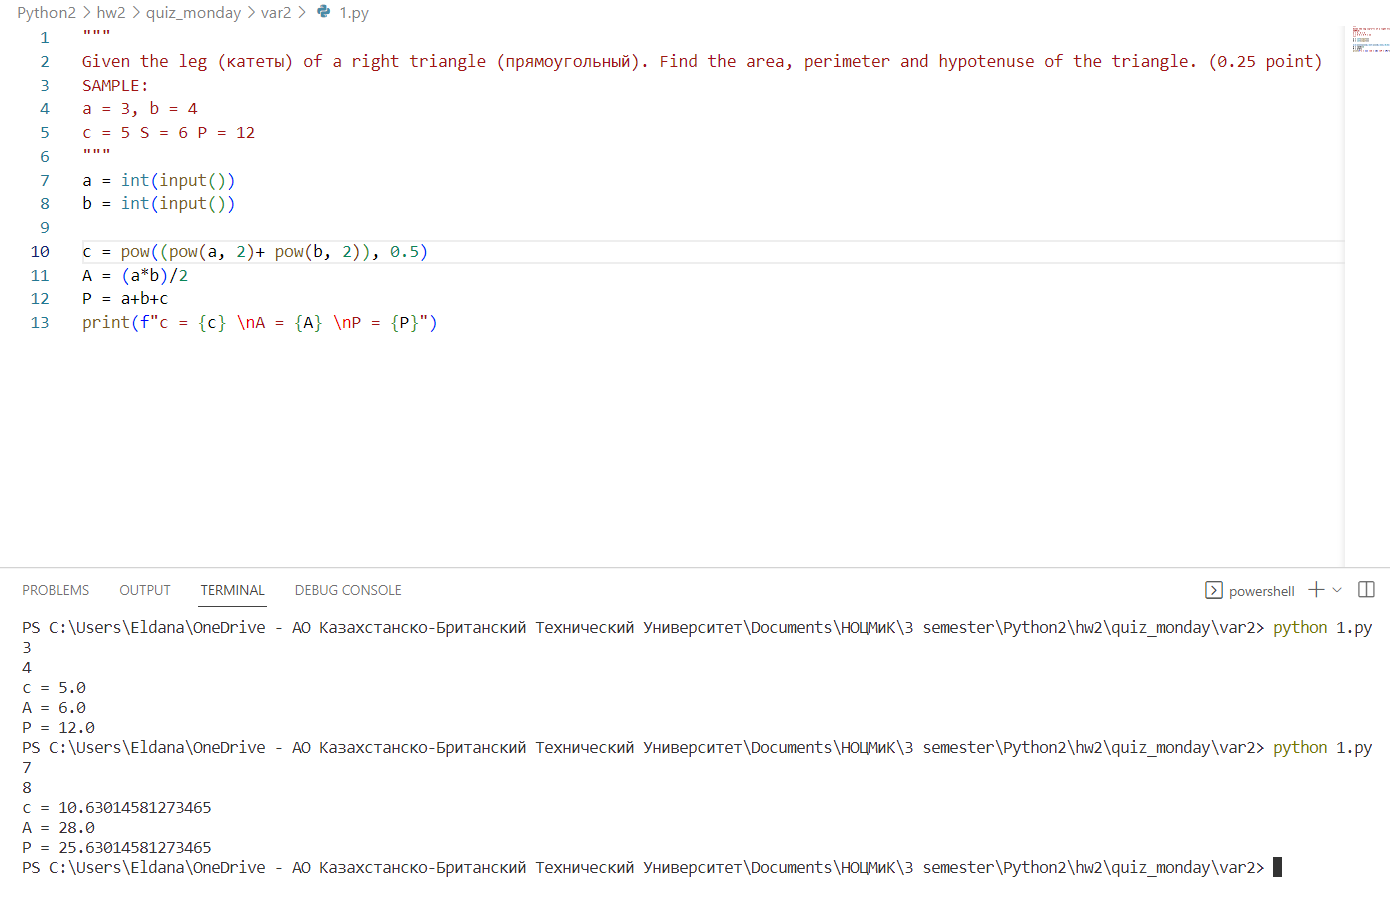 Python2 > hw2 > quiz_monday > var2 > 1.py
1 """
2 Given the leg (катеты) of a right triangle (прямоугольный). Find the area, perimeter and hypotenuse of the triangle. (0.25 point)
3 SAMPLE:
4 a = 3, b = 4
5 c = 5 S = 6 P = 12
6 """
7 a = int(input())
8 b = int(input())
9
10 c = pow((pow(a, 2)+ pow(b, 2)), 0.5)
11 A = (a*b)/2
12 P = a+b+c
13 print(f"c = {c} \nA = {A} \nP = {P}")
PROBLEMS OUTPUT TERMINAL DEBUG CONSOLE powershell
PS C:\Users\Eldana\OneDrive - АО Казахстанско-Британский Технический Университет\Documents\НОЦМиК\3 semester\Python2\hw2\quiz_monday\var2> python 1.py
3
4
c = 5.0
A = 6.0
P = 12.0
PS C:\Users\Eldana\OneDrive - АО Казахстанско-Британский Технический Университет\Documents\НОЦМиК\3 semester\Python2\hw2\quiz_monday\var2> python 1.py
7
8
c = 10.63014581273465
A = 28.0
P = 25.63014581273465
PS C:\Users\Eldana\OneDrive - АО Казахстанско-Британский Технический Университет\Documents\НОЦМиК\3 semester\Python2\hw2\quiz_monday\var2>